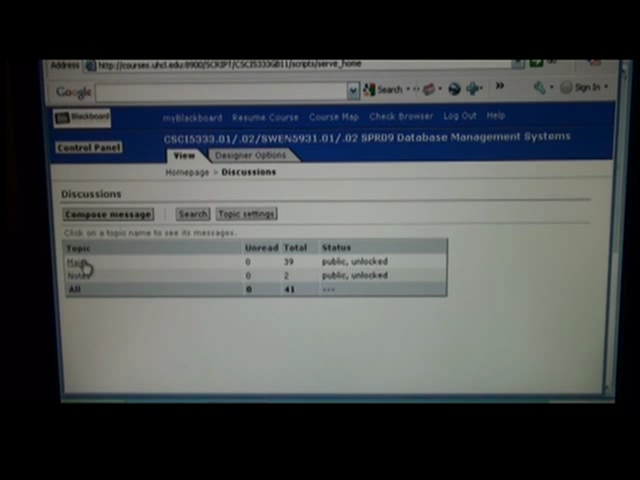 Address http://courses.uhcl.edu:8900/SCRIPT/CSCI5333GB11/scripts/serve_home
Google Search Sign In
Blackboard myBlackboard Resume Course Course Map Check Browser Log Out Help
CSCI5333.01/.02/SWEN5931.01/.02 SPR09 Database Management Systems
Control Panel
View Designer Options
Homepage > Discussions
Discussions
Compose message Search Topic settings
Click on a topic name to see its messages.
Topic Unread Total Status
Main 0 39 public, unlocked
Notes 0 2 public, unlocked
All 0 41 ---